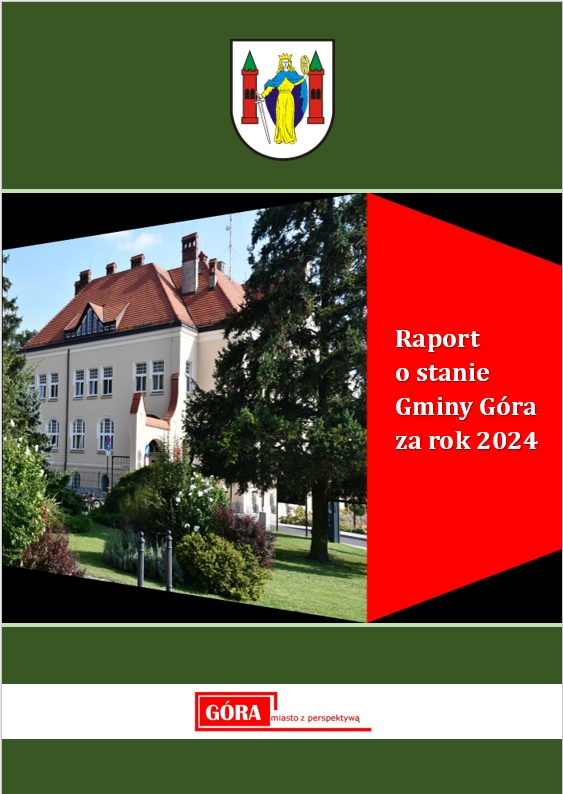 Raport
o stanie
Gminy Góra
za rok 2024
GÓRA
miasto z perspektywą